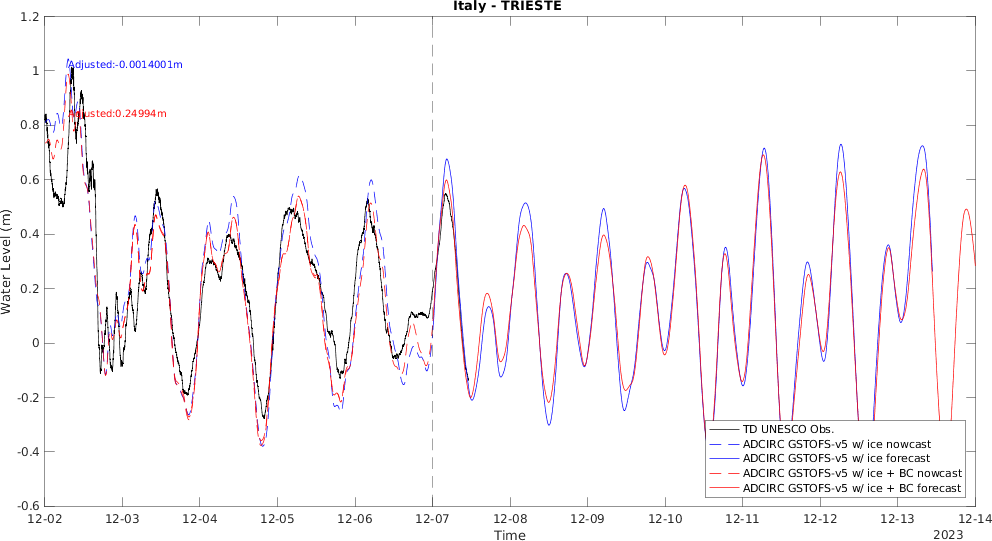 Italy - TRIESTE
1.2
1
0.8
0.6
0.4
0.2
0
-0.2
-0.4
-0.6
Water Level (m)
Adjusted:-0.0014001m
Adjusted:0.24994m
TD UNESCO Obs.
ADCIRC GSTOFS-v5 w/ ice nowcast
ADCIRC GSTOFS-v5 w/ ice forecast
ADCIRC GSTOFS-v5 w/ ice + BC nowcast
ADCIRC GSTOFS-v5 w/ ice + BC forecast
12-02 12-03 12-04 12-05 12-06 12-07 12-08 12-09 12-10 12-11 12-12 12-13 12-14
Time
2023